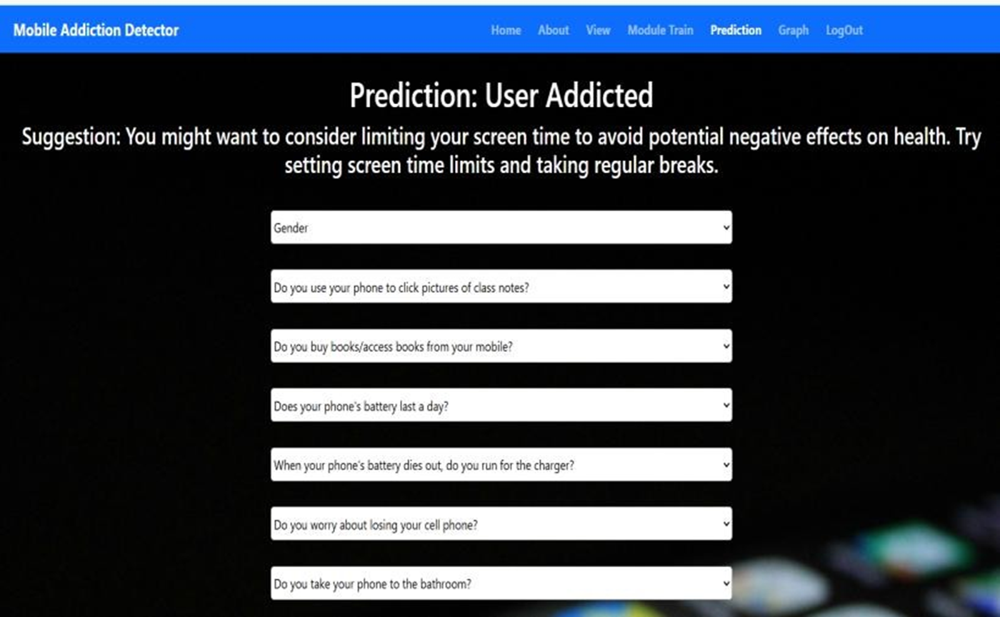 Mobile Addiction Detector
Home About View Module Train Prediction Graph LogOut
Prediction: User Addicted
Suggestion: You might want to consider limiting your screen time to avoid potential negative effects on health. Try
setting screen time limits and taking regular breaks.
Gender
Do you use your phone to click pictures of class notes?
Do you buy books/access books from your mobile?
Does your phone's battery last a day?
When your phone's battery dies out, do you run for the charger?
Do you worry about losing your cell phone?
Do you take your phone to the bathroom?